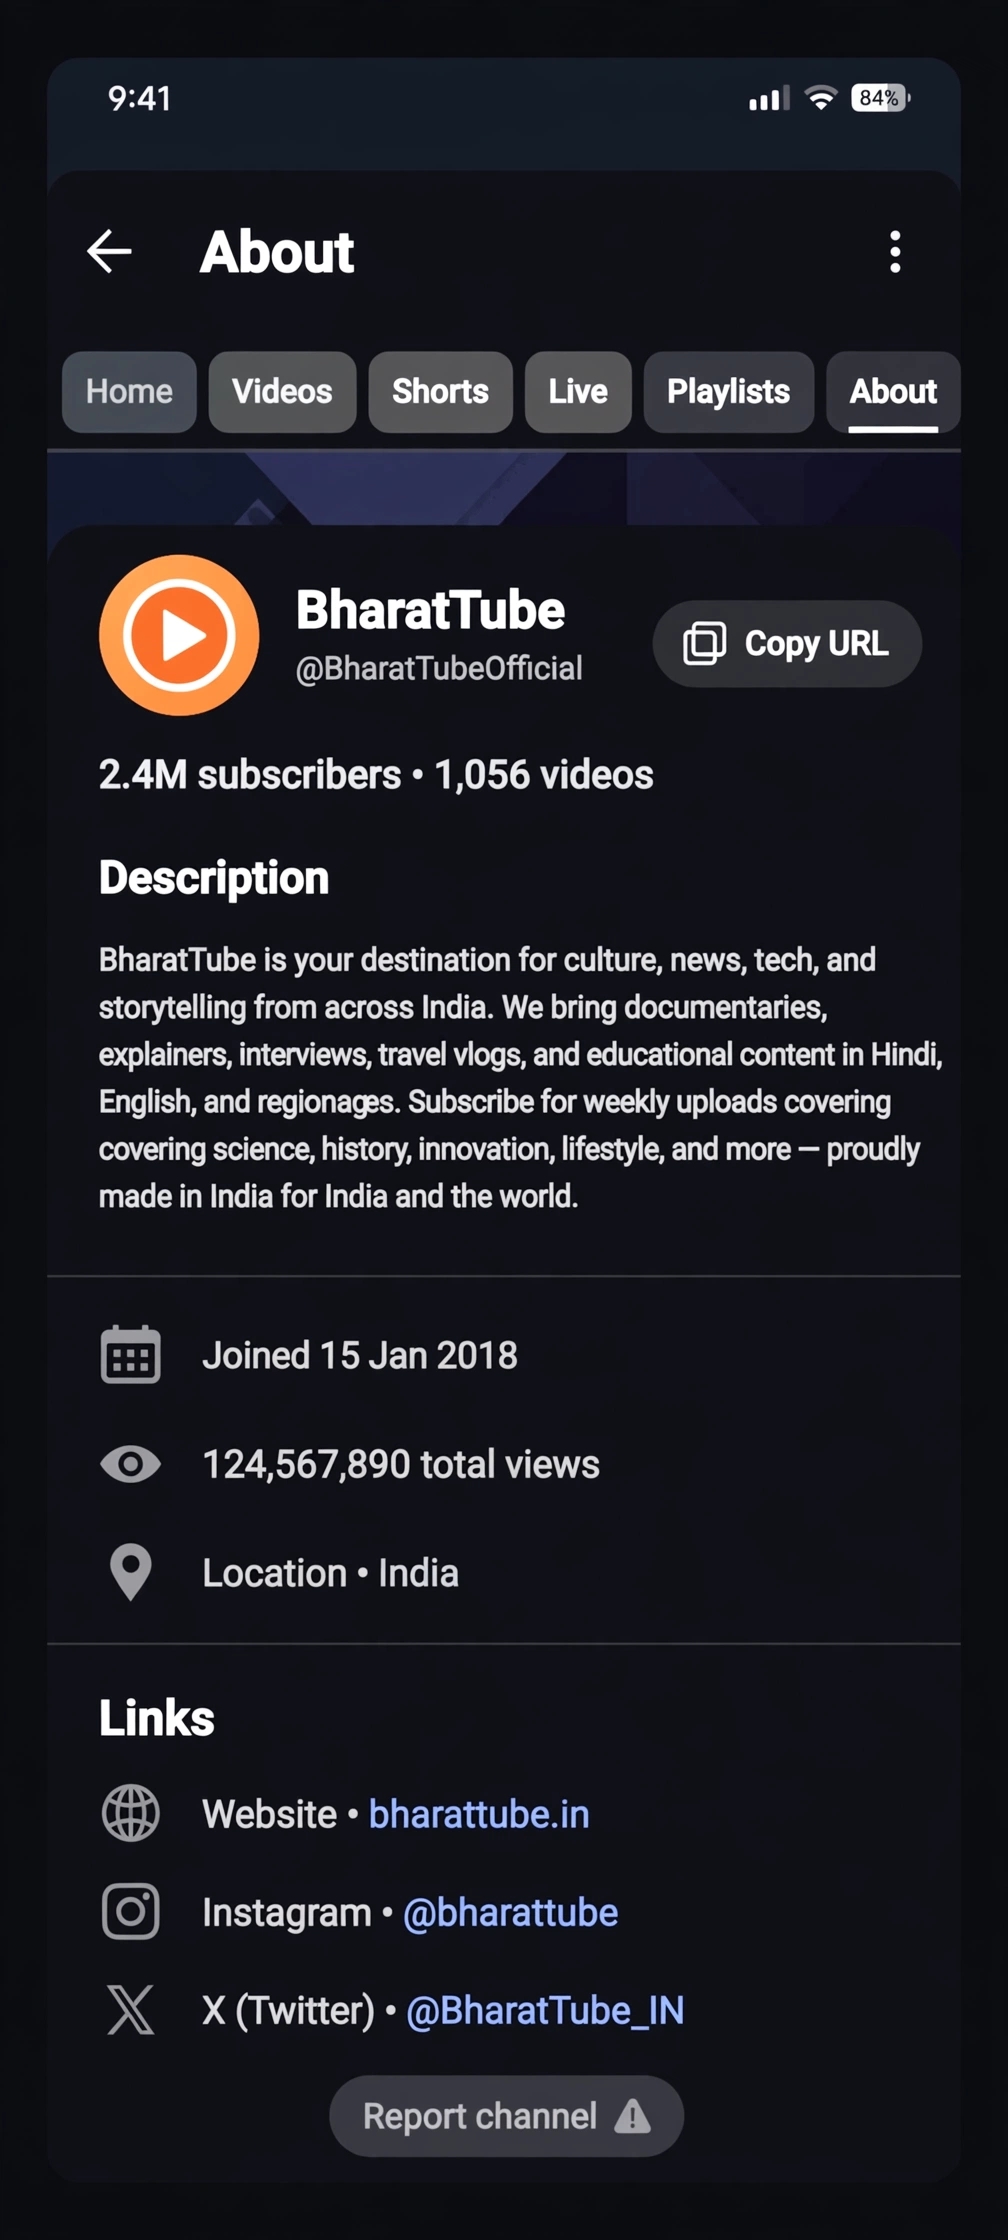 9:41
84%
About
Home
Videos
Shorts
Live
Playlists
About
BharatTube
@BharatTubeOfficial
Copy URL
2.4M subscribers • 1,056 videos
Description
BharatTube is your destination for culture, news, tech, and
storytelling from across India. We bring documentaries,
explainers, interviews, travel vlogs, and educational content in Hindi,
English, and regionages. Subscribe for weekly uploads covering
covering science, history, innovation, lifestyle, and more — proudly
made in India for India and the world.
Joined 15 Jan 2018
124,567,890 total views
Location • India
Links
Website • bharattube.in
Instagram • @bharattube
X (Twitter) • @BharatTube_IN
Report channel